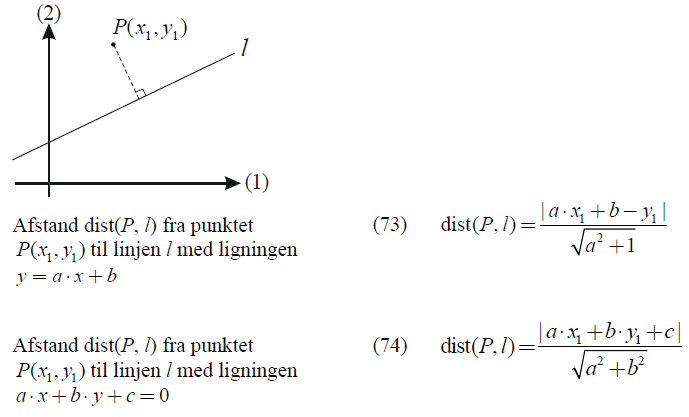 (2)
P(x₁, y₁)
l
(1)
Afstand dist(P, l) fra punktet
P(x₁, y₁) til linjen l med ligningen
y = a · x + b
(73) dist(P, l) = |a · x₁ + b − y₁| / √(a² + 1)
Afstand dist(P, l) fra punktet
P(x₁, y₁) til linjen l med ligningen
a · x + b · y + c = 0
(74) dist(P, l) = |a · x₁ + b · y₁ + c| / √(a² + b²)